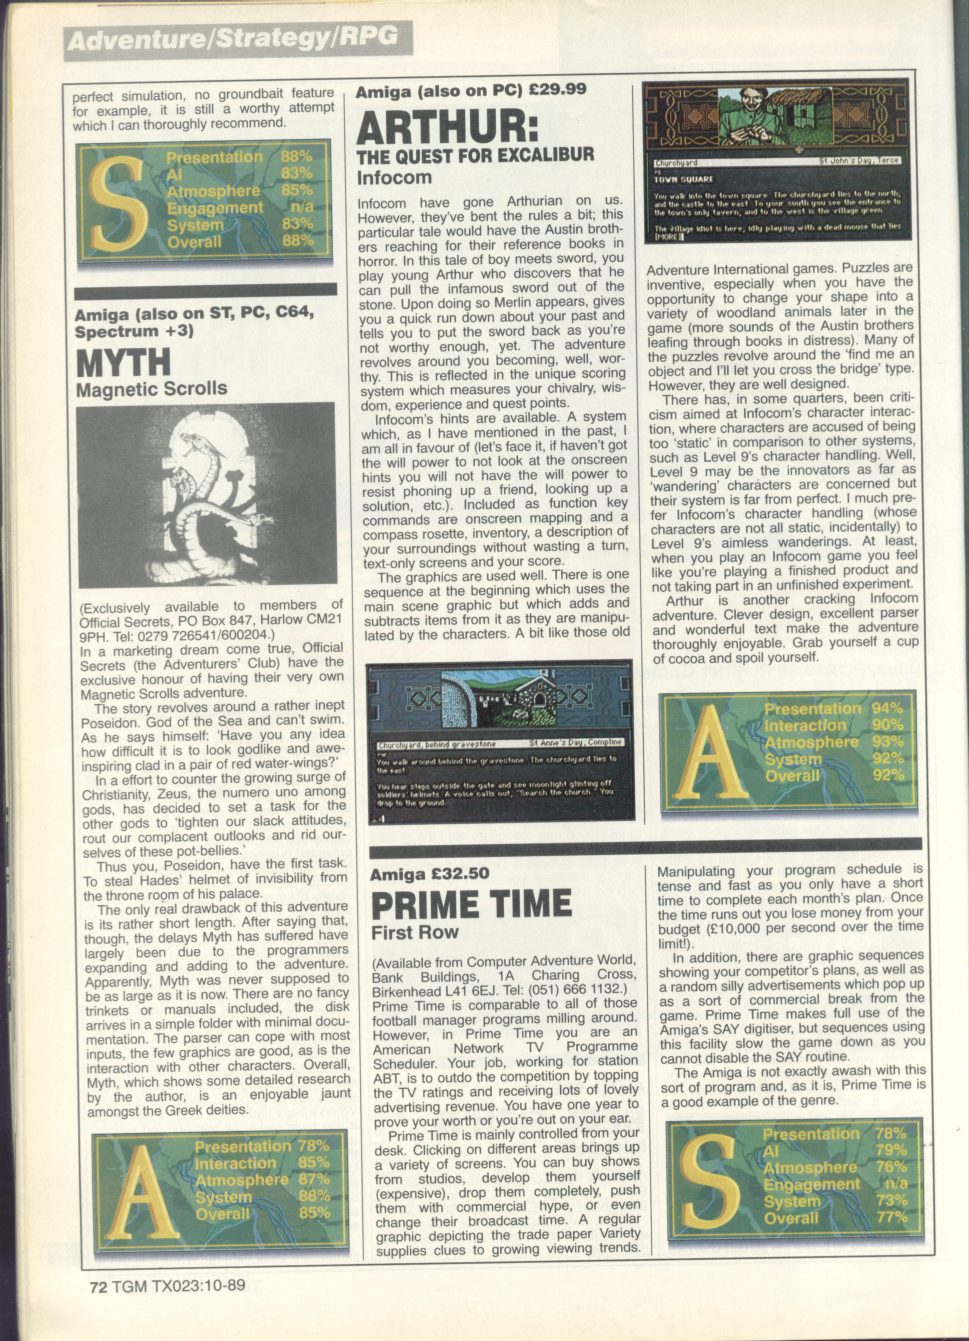 Adventure/Strategy/RPG
perfect simulation, no groundbait feature
for example, it is still a worthy attempt
which I can thoroughly recommend.
S
Presentation 88%
AI 83%
Atmosphere 85%
Engagement n/a
System 83%
Overall 88%
Amiga (also on ST, PC, C64,
Spectrum +3)
MYTH
Magnetic Scrolls
(Exclusively available to members of
Official Secrets, PO Box 847, Harlow CM21
9PH. Tel: 0279 726541/600204.)
In a marketing dream come true, Official
Secrets (the Adventurers' Club) have the
exclusive honour of having their very own
Magnetic Scrolls adventure.
The story revolves around a rather inept
Poseidon. God of the Sea and can't swim.
As he says himself: 'Have you any idea
how difficult it is to look godlike and awe-
inspiring clad in a pair of red water-wings?'
In a effort to counter the growing surge of
Christianity, Zeus, the numero uno among
gods, has decided to set a task for the
other gods to 'tighten our slack attitudes,
rout our complacent outlooks and rid our-
selves of these pot-bellies.'
Thus you, Poseidon, have the first task.
To steal Hades' helmet of invisibility from
the throne room of his palace.
The only real drawback of this adventure
is its rather short length. After saying that,
though, the delays Myth has suffered have
largely been due to the programmers
expanding and adding to the adventure.
Apparently, Myth was never supposed to
be as large as it is now. There are no fancy
trinkets or manuals included, the disk
arrives in a simple folder with minimal docu-
mentation. The parser can cope with most
inputs, the few graphics are good, as is the
interaction with other characters. Overall,
Myth, which shows some detailed research
by the author, is an enjoyable jaunt
amongst the Greek deities.
A
Presentation 78%
Interaction 85%
Atmosphere 87%
System 88%
Overall 85%
Amiga (also on PC) £29.99
ARTHUR:
THE QUEST FOR EXCALIBUR
Infocom
Infocom have gone Arthurian on us.
However, they've bent the rules a bit; this
particular tale would have the Austin broth-
ers reaching for their reference books in
horror. In this tale of boy meets sword, you
play young Arthur who discovers that he
can pull the infamous sword out of the
stone. Upon doing so Merlin appears, gives
you a quick run down about your past and
tells you to put the sword back as you're
not worthy enough, yet. The adventure
revolves around you becoming, well, wor-
thy. This is reflected in the unique scoring
system which measures your chivalry, wis-
dom, experience and quest points.
Infocom's hints are available. A system
which, as I have mentioned in the past, I
am all in favour of (let's face it, if haven't got
the will power to not look at the onscreen
hints you will not have the will power to
resist phoning up a friend, looking up a
solution, etc.). Included as function key
commands are onscreen mapping and a
compass rosette, inventory, a description of
your surroundings without wasting a turn,
text-only screens and your score.
The graphics are used well. There is one
sequence at the beginning which uses the
main scene graphic but which adds and
subtracts items from it as they are manipu-
lated by the characters. A bit like those old
Churchyard, behind gravestone St Anne's Day, Compline
You walk around behind the gravestone. The churchyard lies to
the east.
You hear steps outside the gate and see moonlight glinting off
soldiers' helmets. A voice calls out, "Search the church." You
drop to the ground.
Churchyard St John's Day, Terce
TOWN SQUARE
You walk into the town square. The churchyard lies to the north,
and the castle to the east. To your south you see the entrance to
the town's only tavern, and to the west is the village green.
The village idiot is here, idly playing with a dead mouse that lies
[MORE]
Adventure International games. Puzzles are
inventive, especially when you have the
opportunity to change your shape into a
variety of woodland animals later in the
game (more sounds of the Austin brothers
leafing through books in distress). Many of
the puzzles revolve around the 'find me an
object and I'll let you cross the bridge' type.
However, they are well designed.
There has, in some quarters, been criti-
cism aimed at Infocom's character interac-
tion, where characters are accused of being
too 'static' in comparison to other systems,
such as Level 9's character handling. Well,
Level 9 may be the innovators as far as
'wandering' characters are concerned but
their system is far from perfect. I much pre-
fer Infocom's character handling (whose
characters are not all static, incidentally) to
Level 9's aimless wanderings. At least,
when you play an Infocom game you feel
like you're playing a finished product and
not taking part in an unfinished experiment.
Arthur is another cracking Infocom
adventure. Clever design, excellent parser
and wonderful text make the adventure
thoroughly enjoyable. Grab yourself a cup
of cocoa and spoil yourself.
A
Presentation 94%
Interaction 90%
Atmosphere 93%
System 92%
Overall 92%
Amiga £32.50
PRIME TIME
First Row
(Available from Computer Adventure World,
Bank Buildings, 1A Charing Cross,
Birkenhead L41 6EJ. Tel: (051) 666 1132.)
Prime Time is comparable to all of those
football manager programs milling around.
However, in Prime Time you are an
American Network TV Programme
Scheduler. Your job, working for station
ABT, is to outdo the competition by topping
the TV ratings and receiving lots of lovely
advertising revenue. You have one year to
prove your worth or you're out on your ear.
Prime Time is mainly controlled from your
desk. Clicking on different areas brings up
a variety of screens. You can buy shows
from studios, develop them yourself
(expensive), drop them completely, push
them with commercial hype, or even
change their broadcast time. A regular
graphic depicting the trade paper Variety
supplies clues to growing viewing trends.
Manipulating your program schedule is
tense and fast as you only have a short
time to complete each month's plan. Once
the time runs out you lose money from your
budget (£10,000 per second over the time
limit!).
In addition, there are graphic sequences
showing your competitor's plans, as well as
a random silly advertisements which pop up
as a sort of commercial break from the
game. Prime Time makes full use of the
Amiga's SAY digitiser, but sequences using
this facility slow the game down as you
cannot disable the SAY routine.
The Amiga is not exactly awash with this
sort of program and, as it is, Prime Time is
a good example of the genre.
S
Presentation 78%
AI 79%
Atmosphere 76%
Engagement n/a
System 73%
Overall 77%
72 TGM TX023:10-89